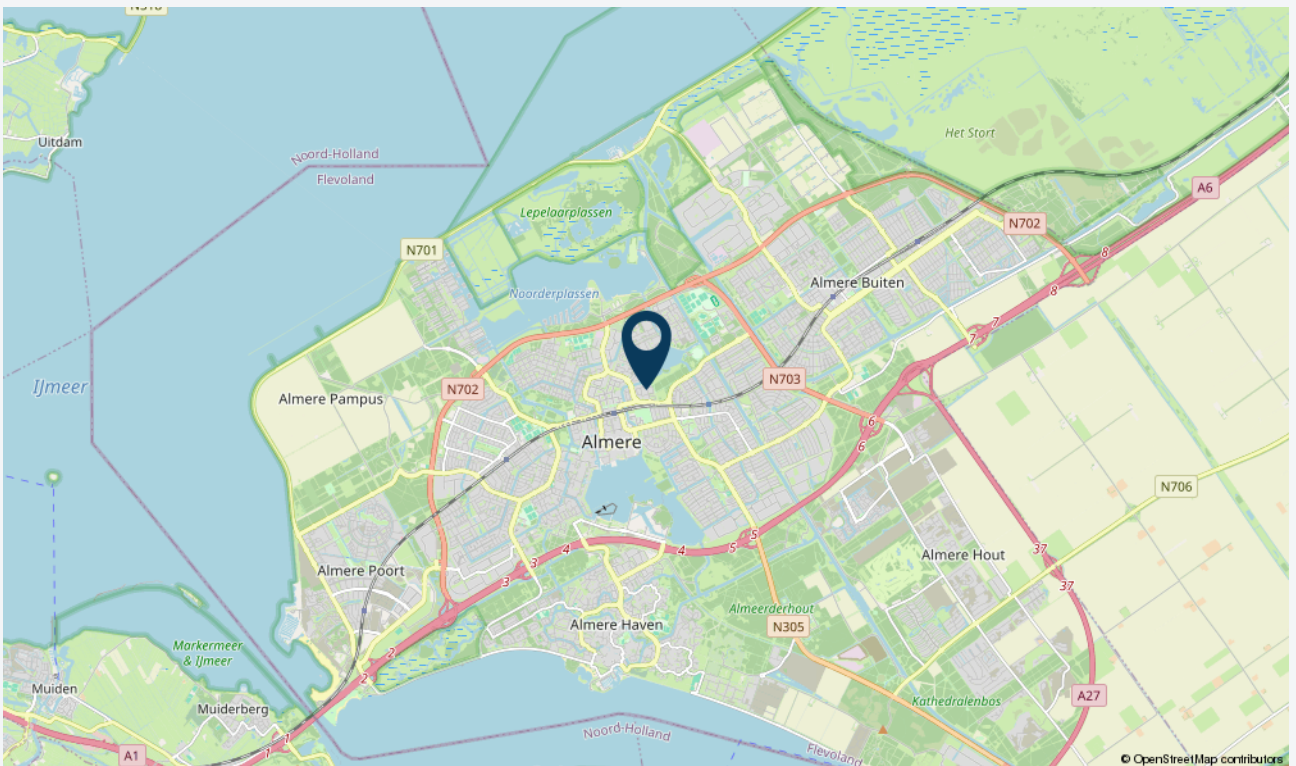 Uitdam
Noord-Holland
Flevoland
Het Stort
A6
Lepelaarplassen
N702
N701
8
Almere Buiten
8
Noorderplassen
7
7
IJmeer
N702
N703
Almere Pampus
6
6
Almere
N706
5
5
4
4
37
Almere Hout
3
3
37
Almere Poort
Almeerderhout
Almere Haven
N305
Markermeer
& IJmeer
2
2
Muiden
Muiderberg
Kathedralenbos
A27
Noord-Holland
1
1
Flevoland
A1
© OpenStreetMap contributors